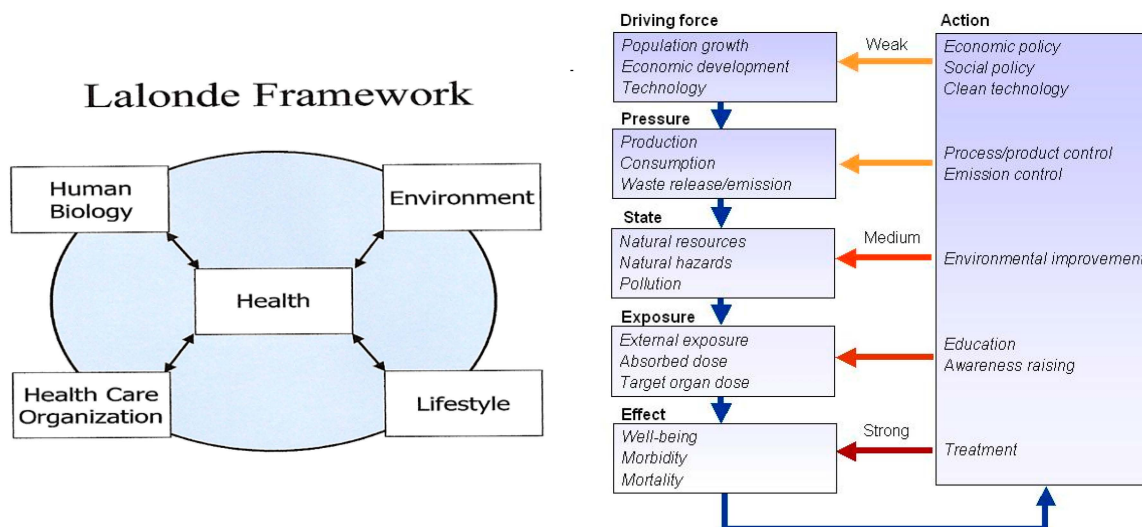 Lalonde Framework
Human
Biology
Environment
Health
Health Care
Organization
Lifestyle
Driving force
Population growth
Economic development
Technology
Pressure
Production
Consumption
Waste release/emission
State
Natural resources
Natural hazards
Pollution
Exposure
External exposure
Absorbed dose
Target organ dose
Effect
Well-being
Morbidity
Mortality
Weak
Medium
Strong
Action
Economic policy
Social policy
Clean technology
Process/product control
Emission control
Environmental improvement
Education
Awareness raising
Treatment